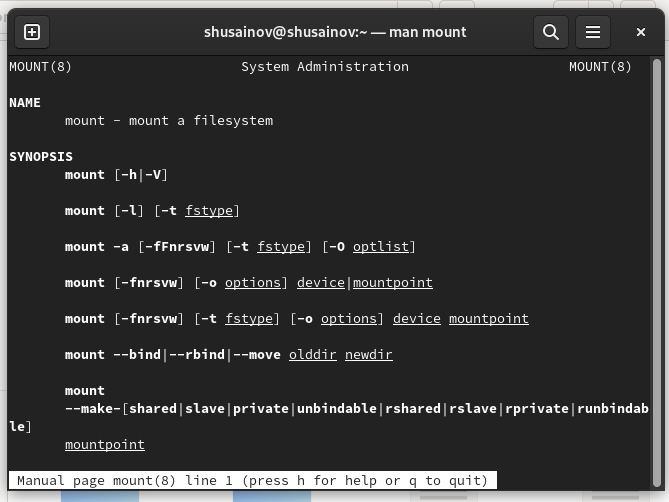 shusainov@shusainov:~ — man mount
MOUNT(8) System Administration MOUNT(8)
NAME
mount - mount a filesystem
SYNOPSIS
mount [-h|-V]
mount [-l] [-t fstype]
mount -a [-fFnrsvw] [-t fstype] [-O optlist]
mount [-fnrsvw] [-o options] device|mountpoint
mount [-fnrsvw] [-t fstype] [-o options] device mountpoint
mount --bind|--rbind|--move olddir newdir
mount
--make-[shared|slave|private|unbindable|rshared|rslave|rprivate|runbindab
le]
mountpoint
Manual page mount(8) line 1 (press h for help or q to quit)